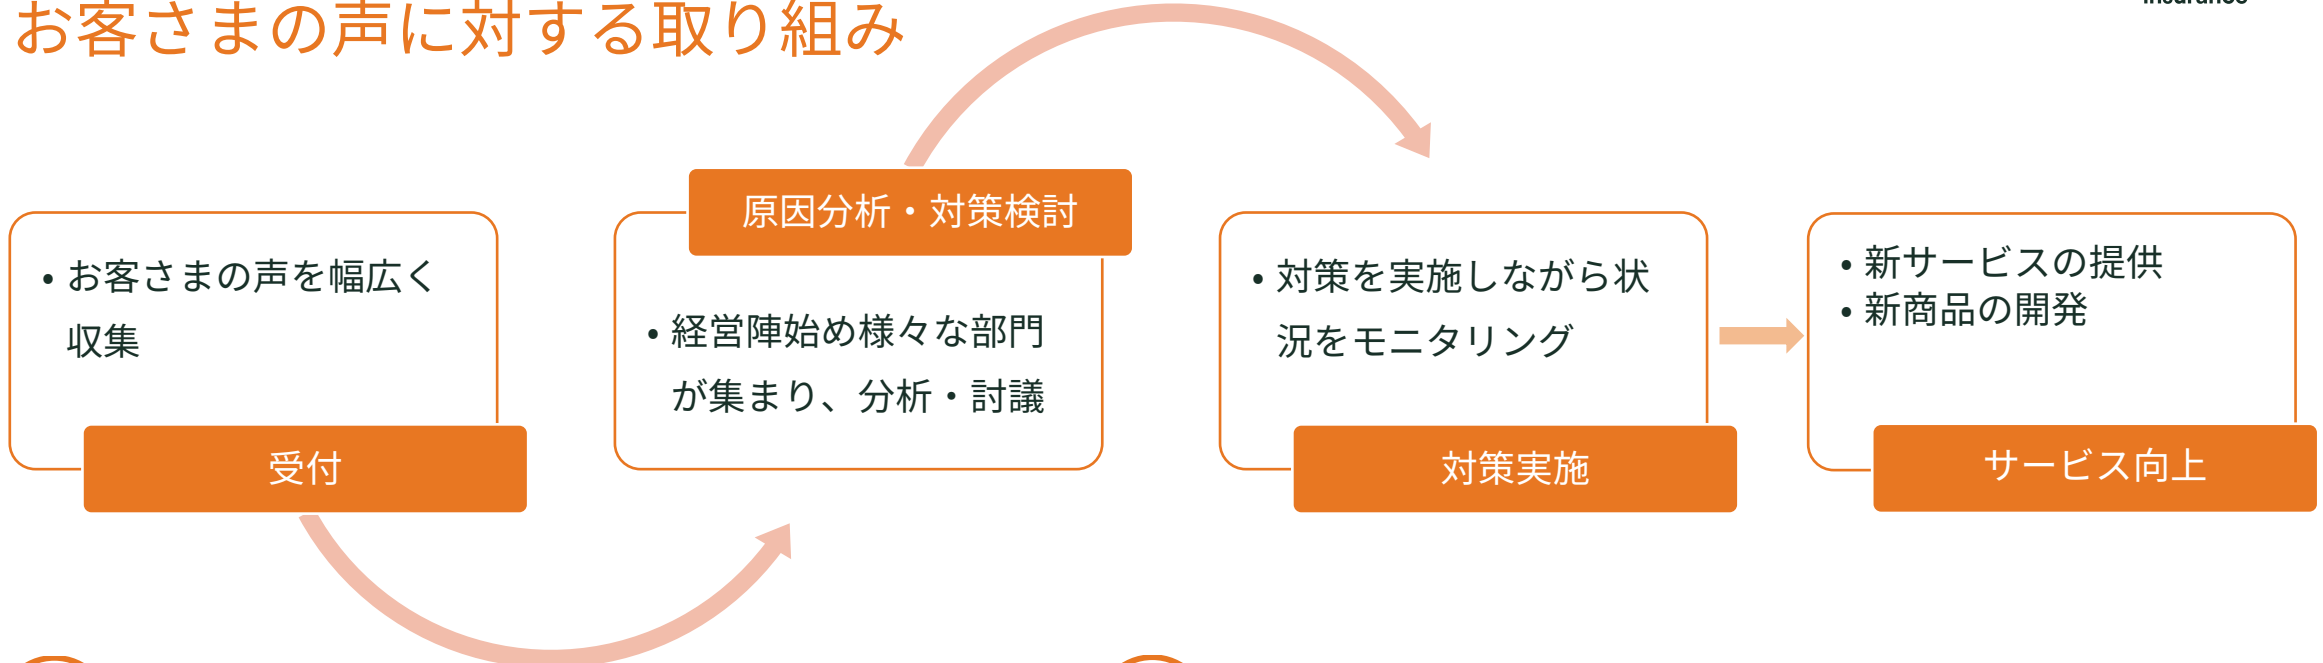 お客さまの声に対する取り組み
• お客さまの声を幅広く
収集
受付
原因分析・対策検討
• 経営陣始め様々な部門
が集まり、分析・討議
• 対策を実施しながら状
況をモニタリング
対策実施
• 新サービスの提供
• 新商品の開発
サービス向上